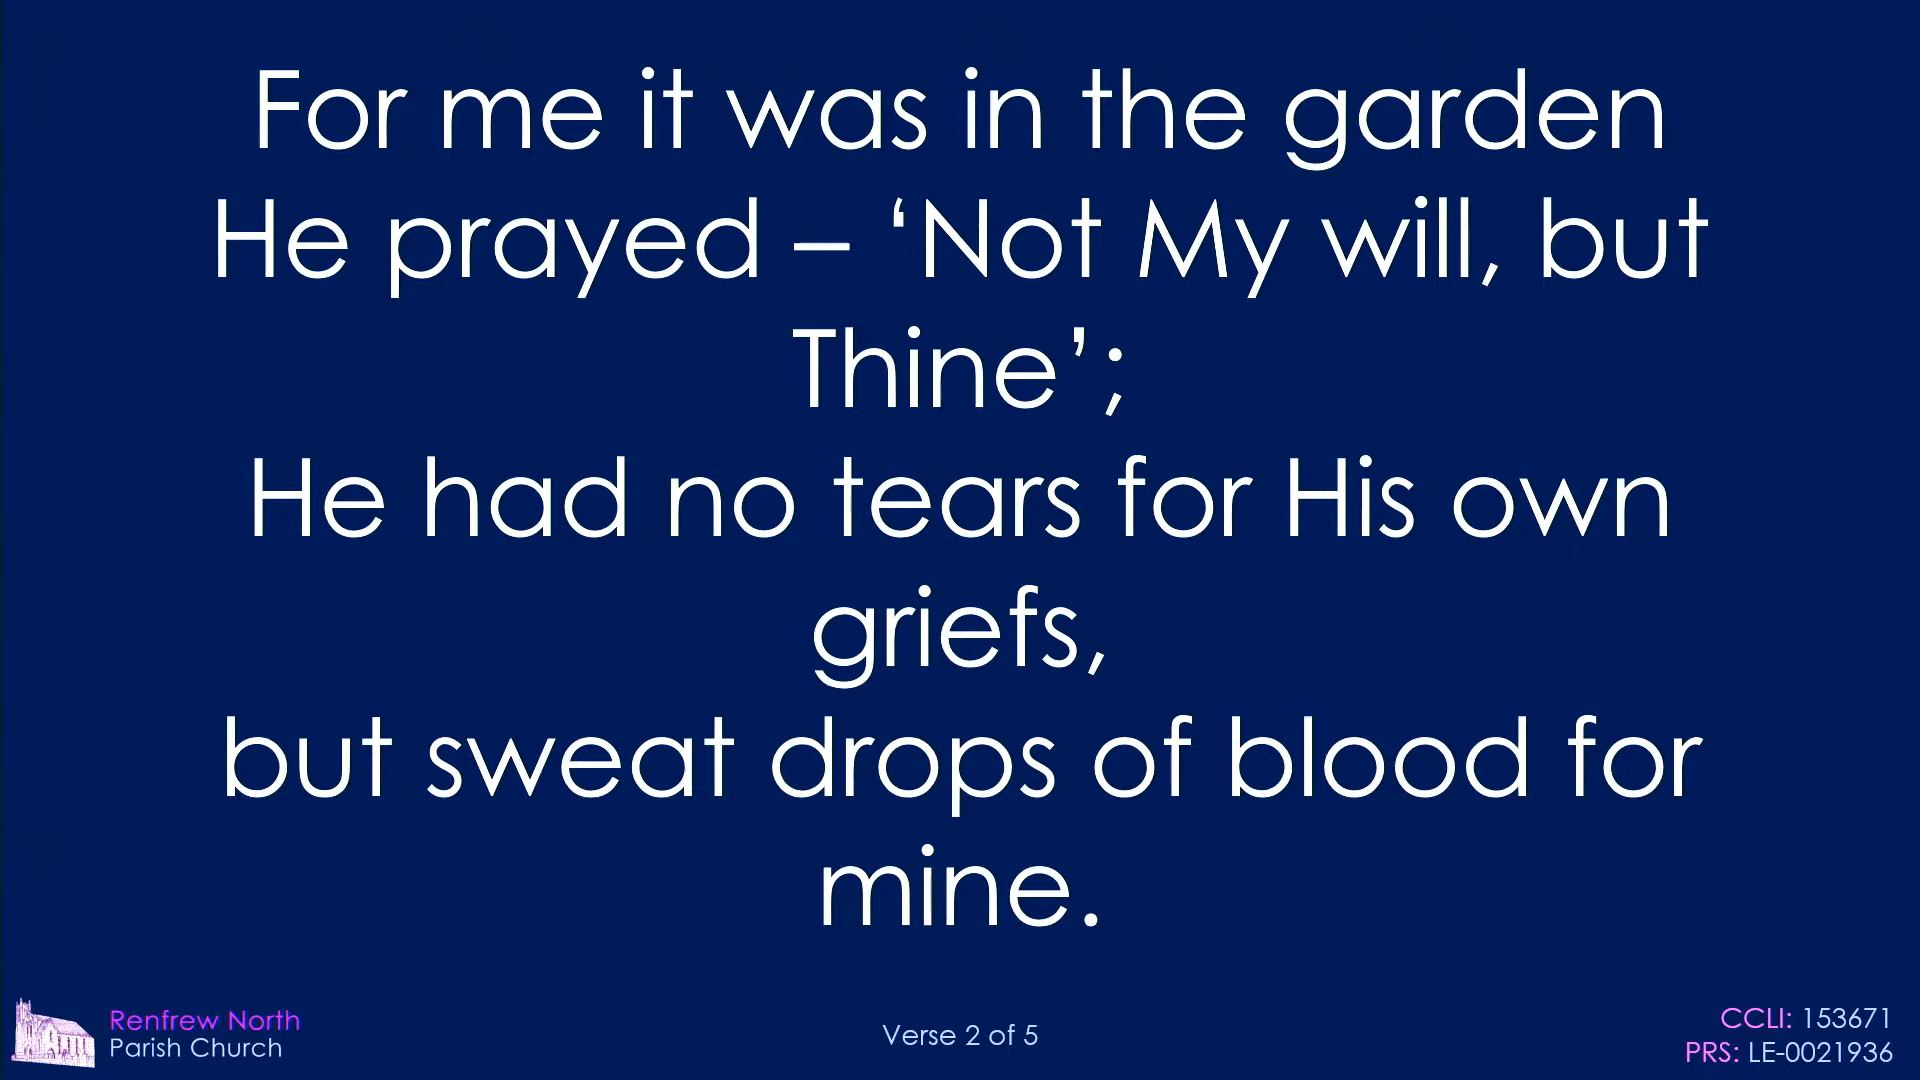 For me it was in the garden
He prayed – ‘Not My will, but
Thine’;
He had no tears for His own
griefs,
but sweat drops of blood for
mine.
Renfrew North
Parish Church
Verse 2 of 5
CCLI: 153671
PRS: LE-0021936